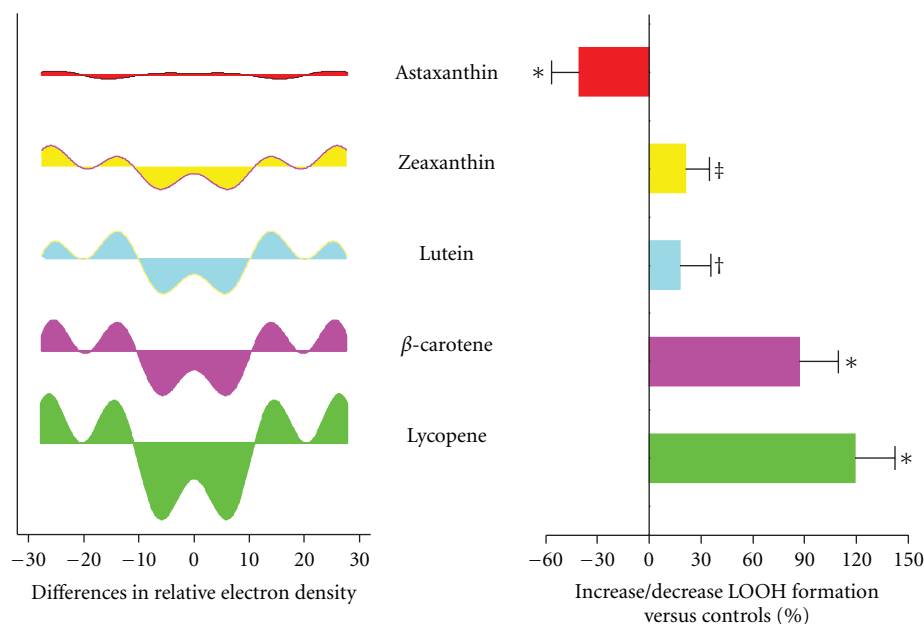 Astaxanthin
*
Zeaxanthin
‡
Lutein
†
β-carotene
*
Lycopene
*
−30 −20 −10 0 10 20 30
Differences in relative electron density
−60 −30 0 30 60 90 120 150
Increase/decrease LOOH formation
versus controls (%)